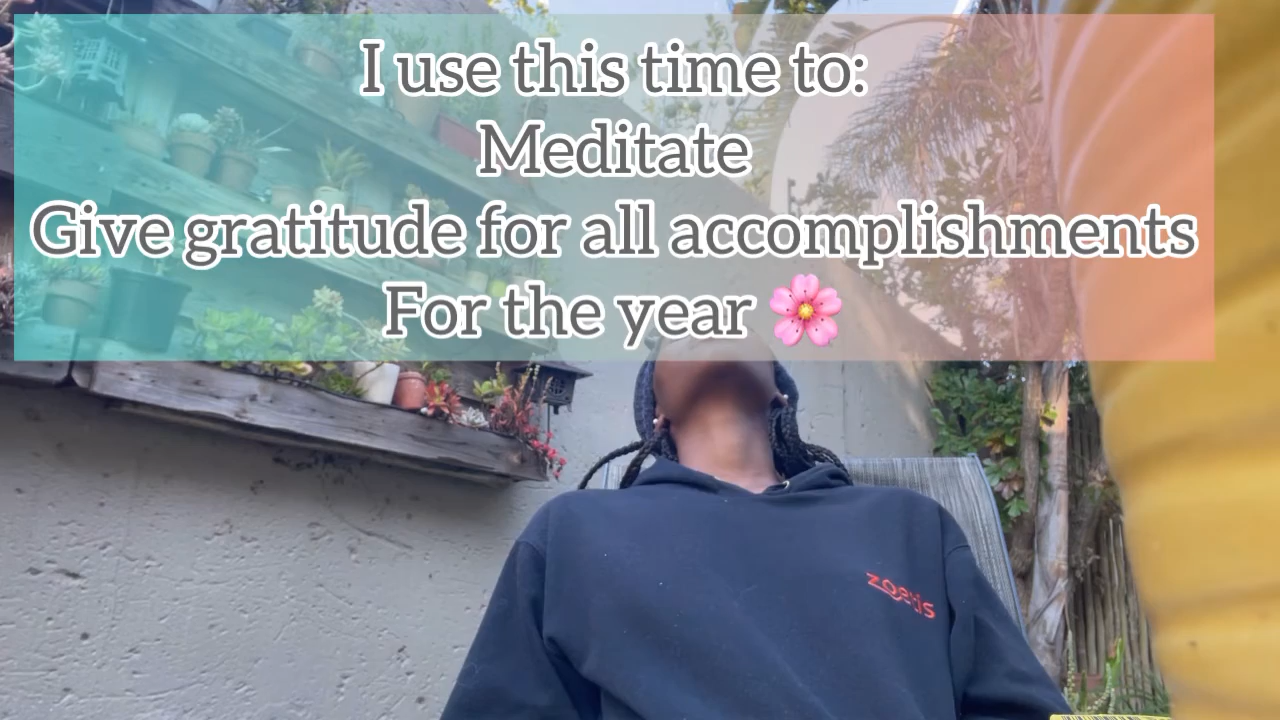 I use this time to:
Meditate
Give gratitude for all accomplishments
For the year 🌸
zoetis